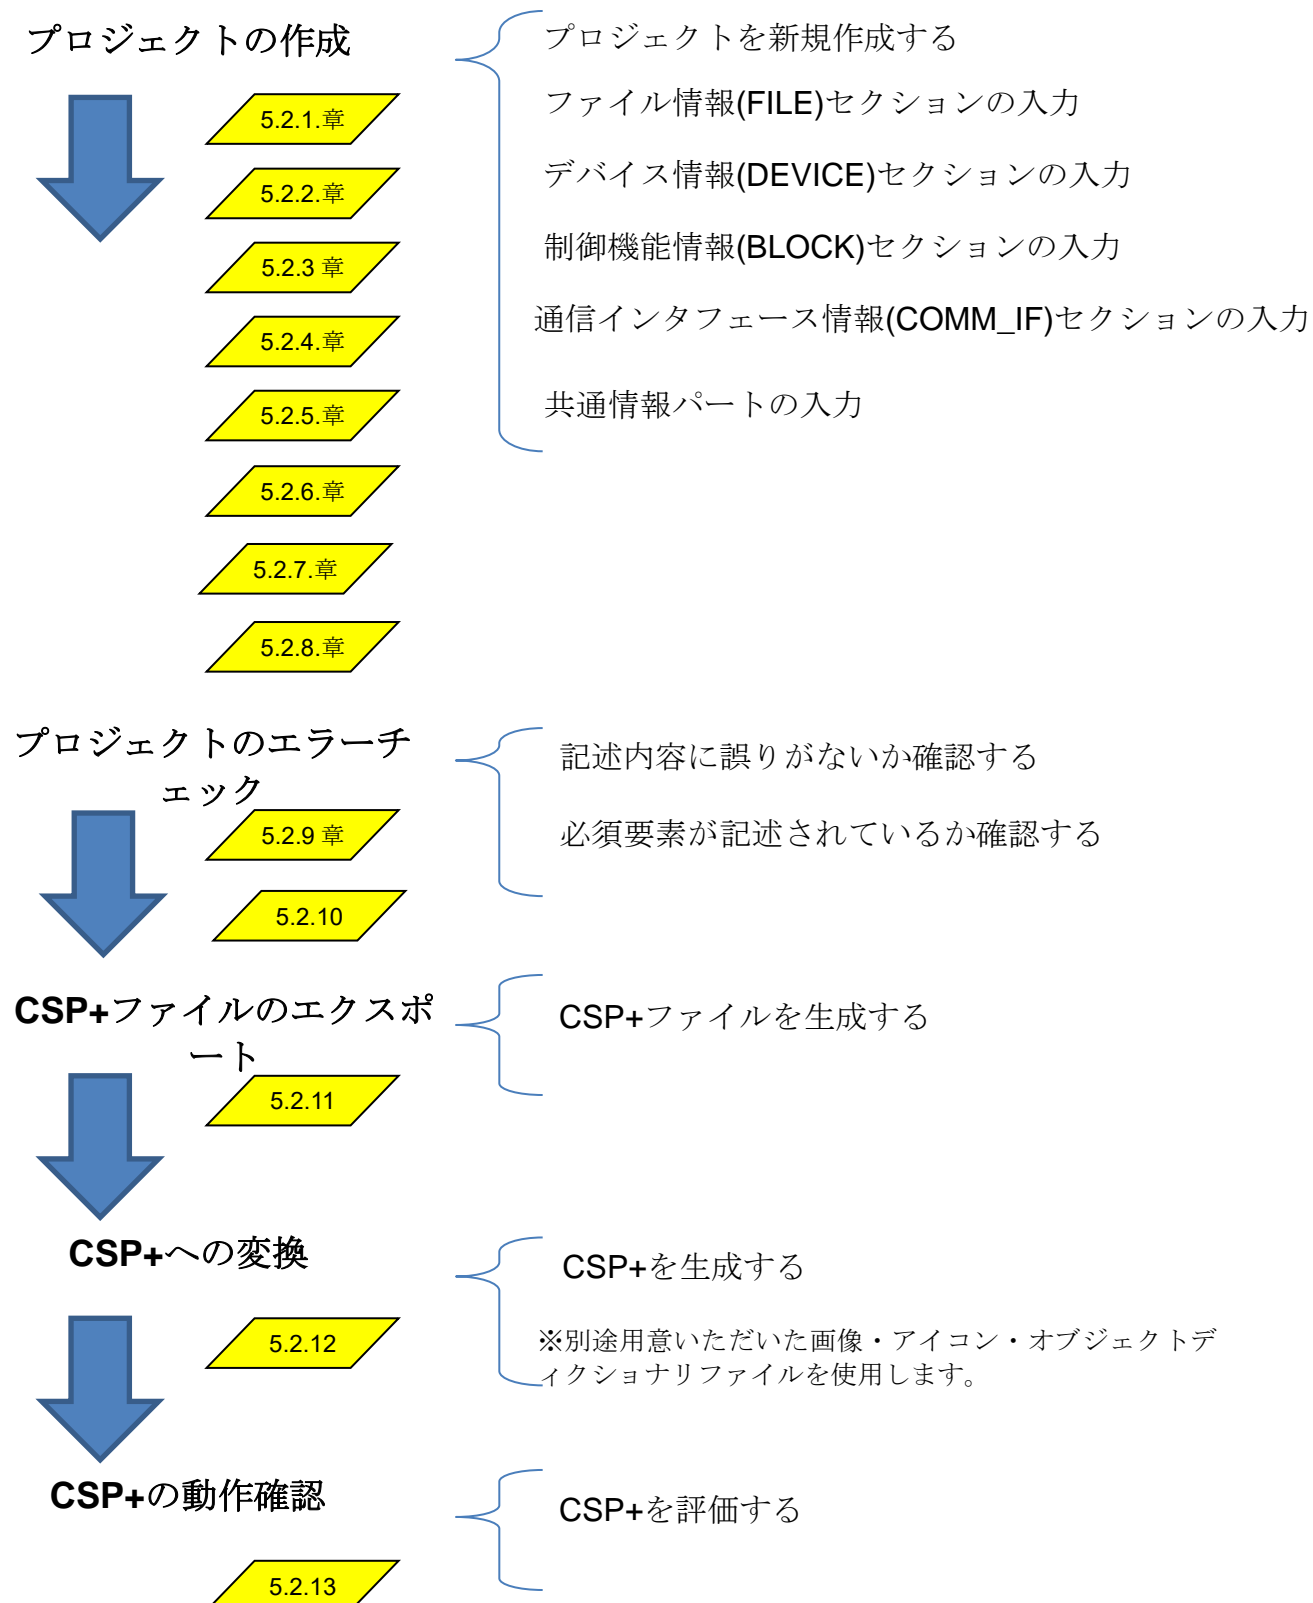 プロジェクトの作成
プロジェクトを新規作成する
5.2.1.章
ファイル情報(FILE)セクションの入力
5.2.2.章
デバイス情報(DEVICE)セクションの入力
5.2.3 章
制御機能情報(BLOCK)セクションの入力
5.2.4.章
通信インタフェース情報(COMM_IF)セクションの入力
5.2.5.章
共通情報パートの入力
5.2.6.章
5.2.7.章
5.2.8.章
プロジェクトのエラーチ
ェック
記述内容に誤りがないか確認する
5.2.9 章
必須要素が記述されているか確認する
5.2.10
CSP+ファイルのエクスポ
ート
CSP+ファイルを生成する
5.2.11
CSP+への変換
CSP+を生成する
5.2.12
※別途用意いただいた画像・アイコン・オブジェクトデ
ィクショナリファイルを使用します。
CSP+の動作確認
CSP+を評価する
5.2.13